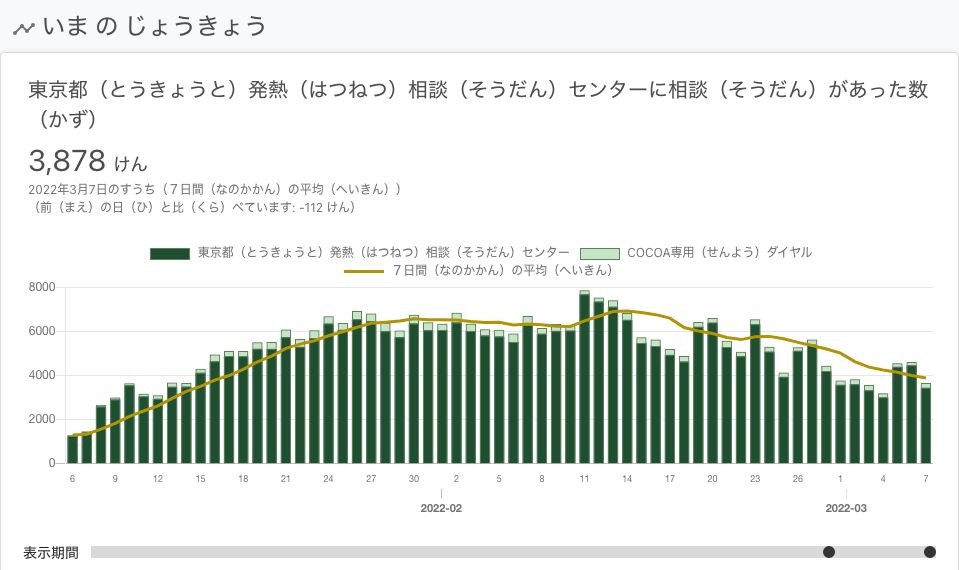 いまのじょうきょう
東京都（とうきょうと）発熱（はつねつ）相談（そうだん）センターに相談（そうだん）があった数
（かず）
3,878 けん
2022年3月7日のすうち（７日間（なのかかん）の平均（へいきん））
（前（まえ）の日（ひ）と比（くら）べています: -112 けん）
東京都（とうきょうと）発熱（はつねつ）相談（そうだん）センター COCOA専用（せんよう）ダイヤル
７日間（なのかかん）の平均（へいきん）
8000
6000
4000
2000
0
6 9 12 15 18 21 24 27 30 2 5 8 11 14 17 20 23 26 1 4 7
2022-02 2022-03
表示期間